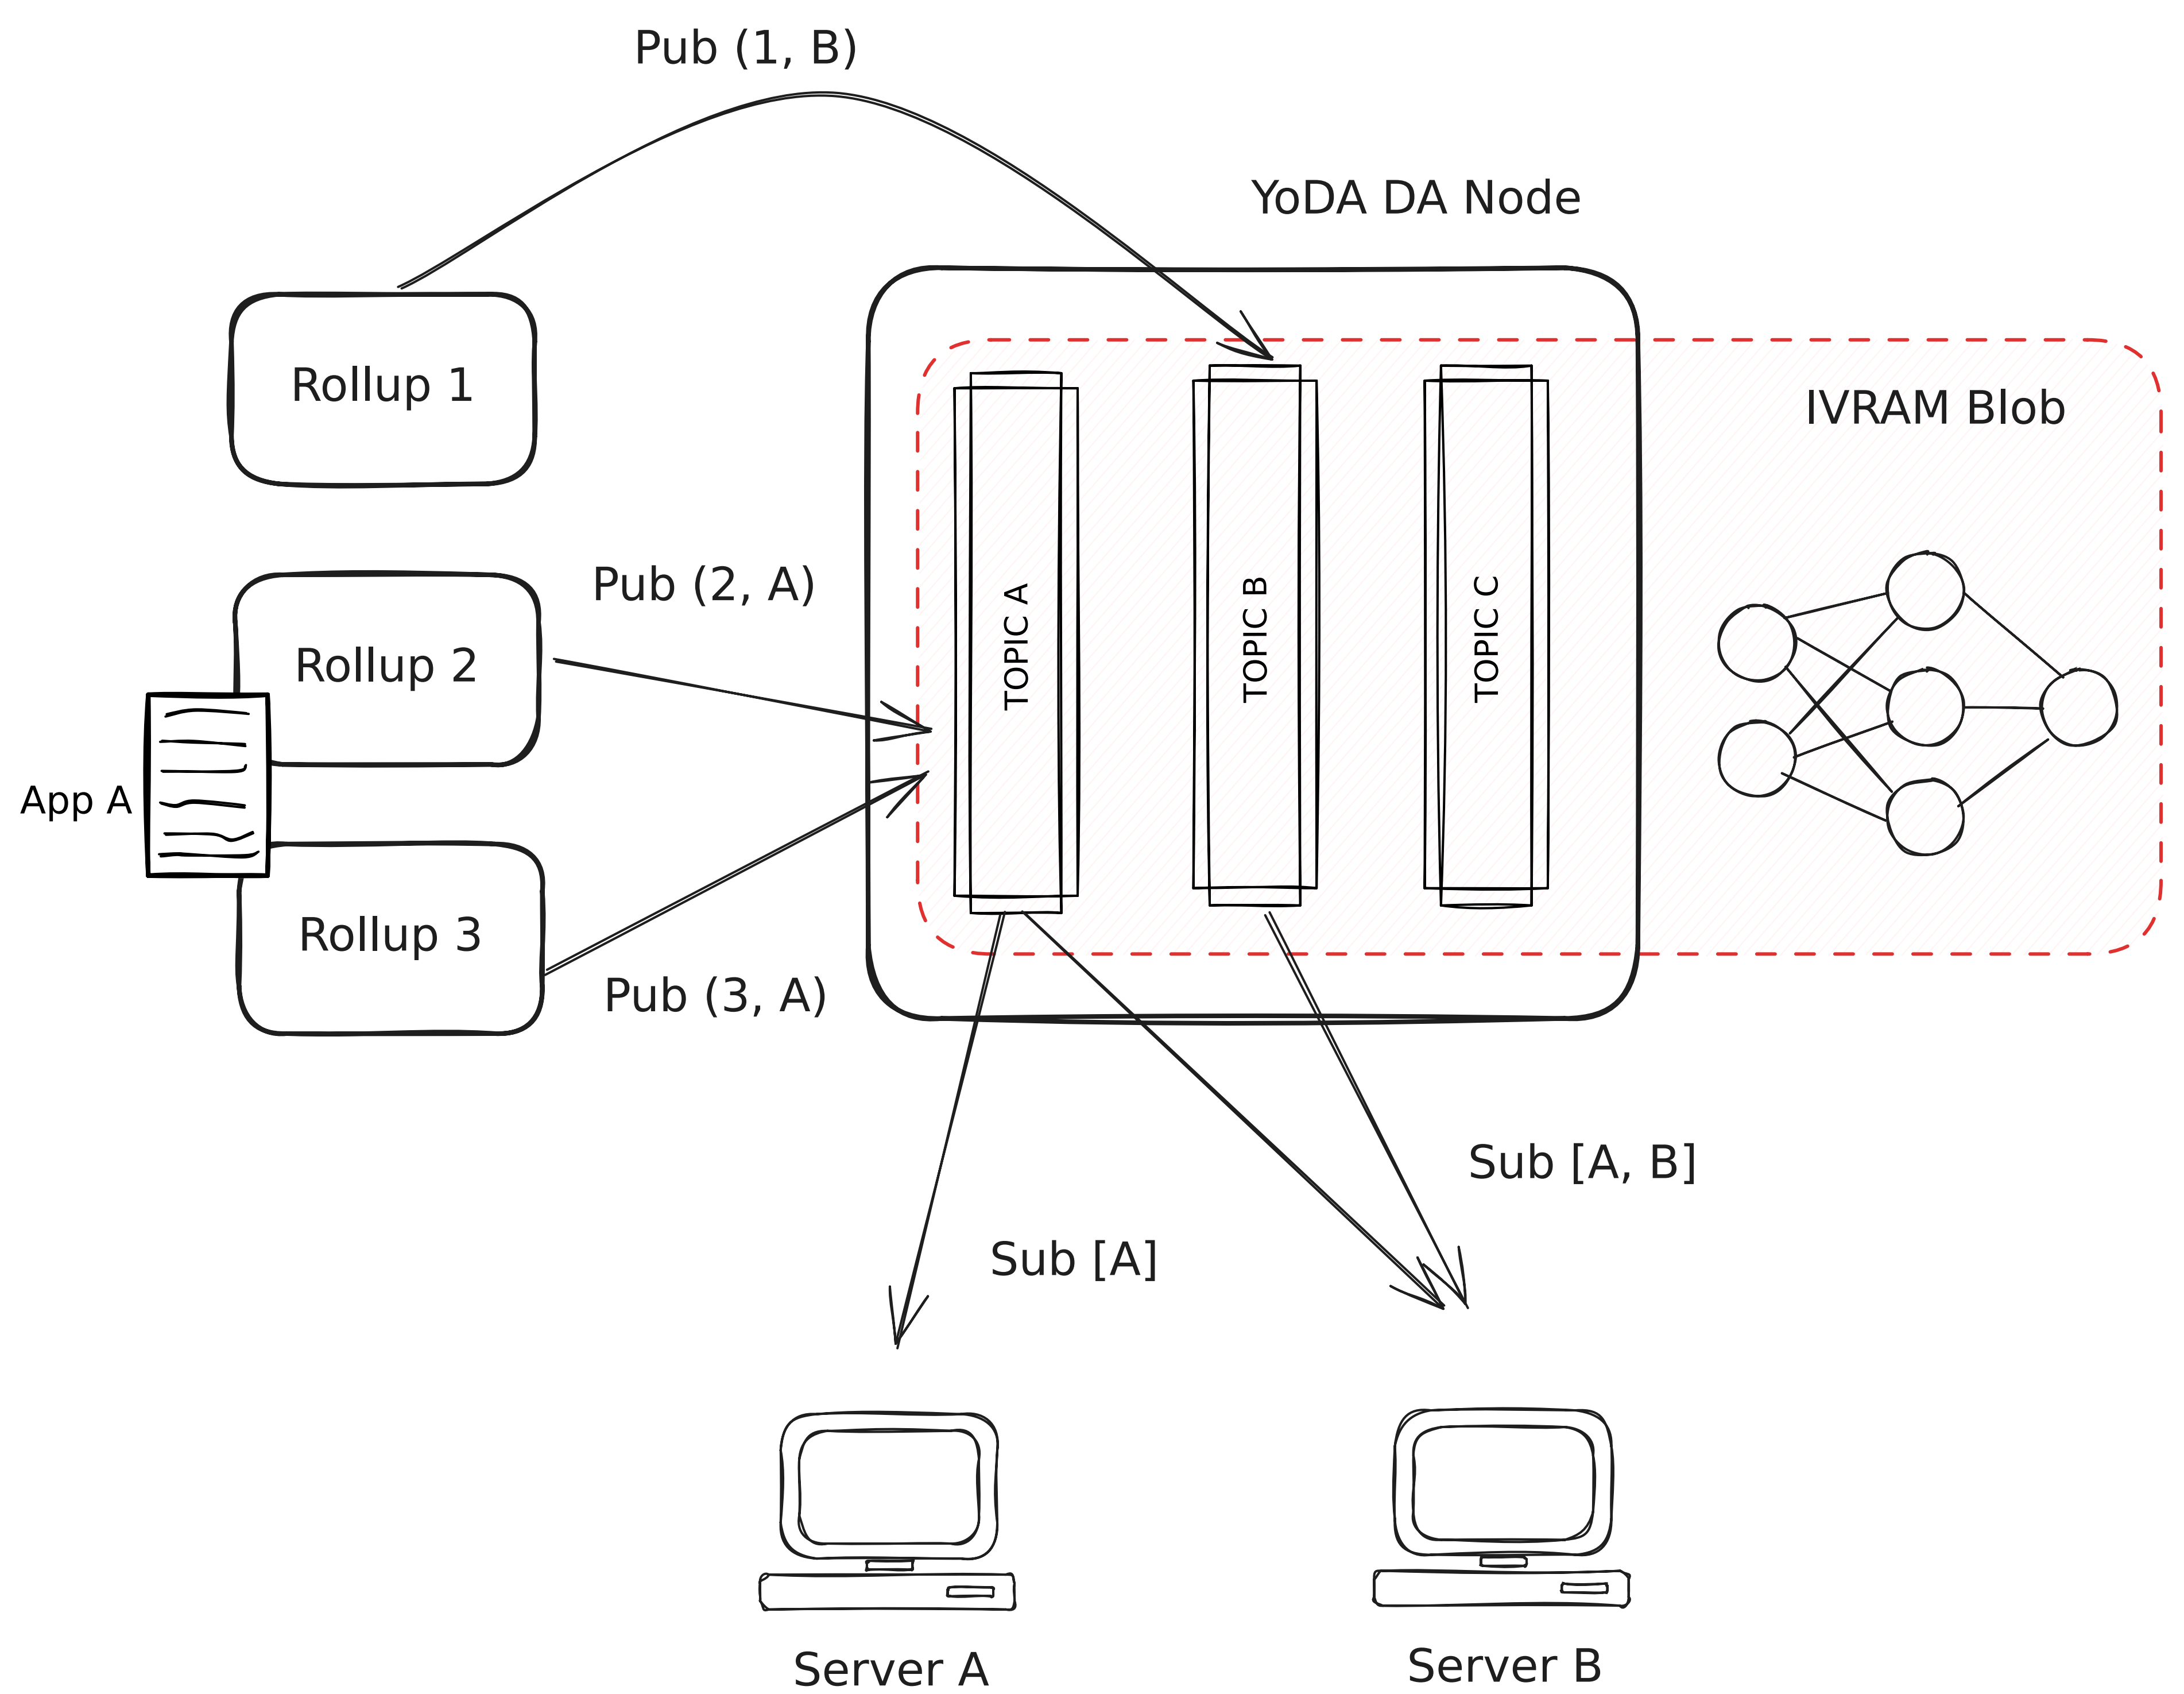 Pub (1, B)
YoDA DA Node
Rollup 1
IVRAM Blob
Pub (2, A)
TOPIC A
TOPIC B
TOPIC C
Rollup 2
App A
Rollup 3
Pub (3, A)
Sub [A, B]
Sub [A]
Server A
Server B